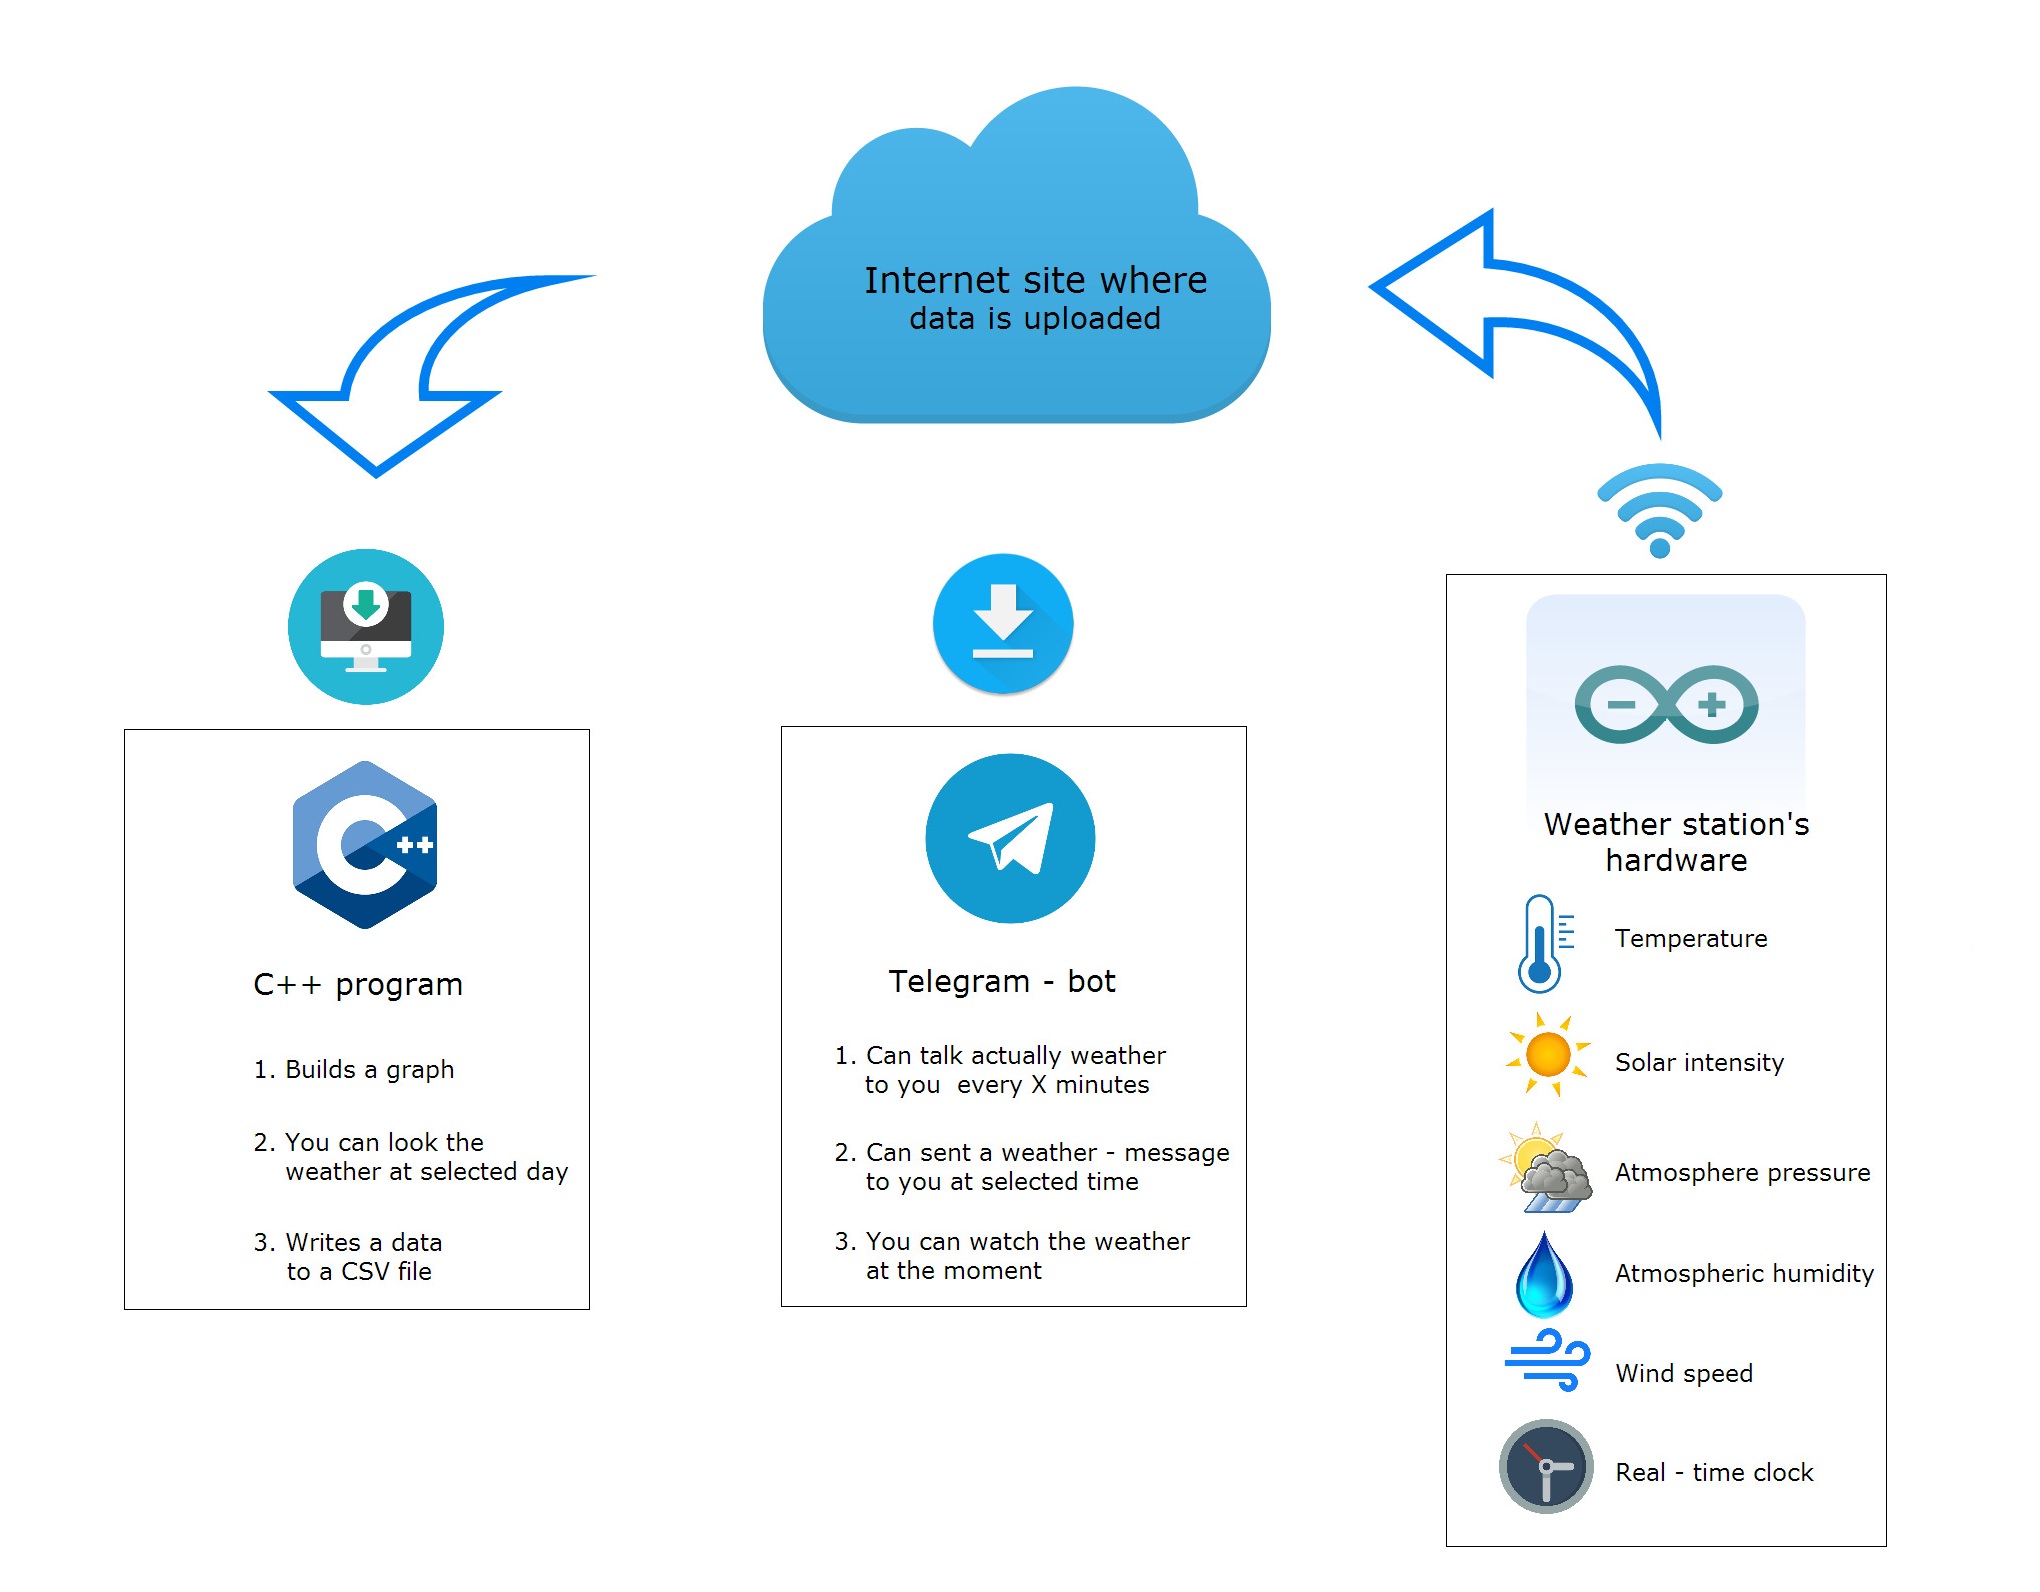 Internet site where
data is uploaded
C++ program
1. Builds a graph
2. You can look the
weather at selected day
3. Writes a data
to a CSV file
Telegram - bot
1. Can talk actually weather
to you  every X minutes
2. Can sent a weather - message
to you at selected time
3. You can watch the weather
at the moment
Weather station's
hardware
Temperature
Solar intensity
Atmosphere pressure
Atmospheric humidity
Wind speed
Real - time clock